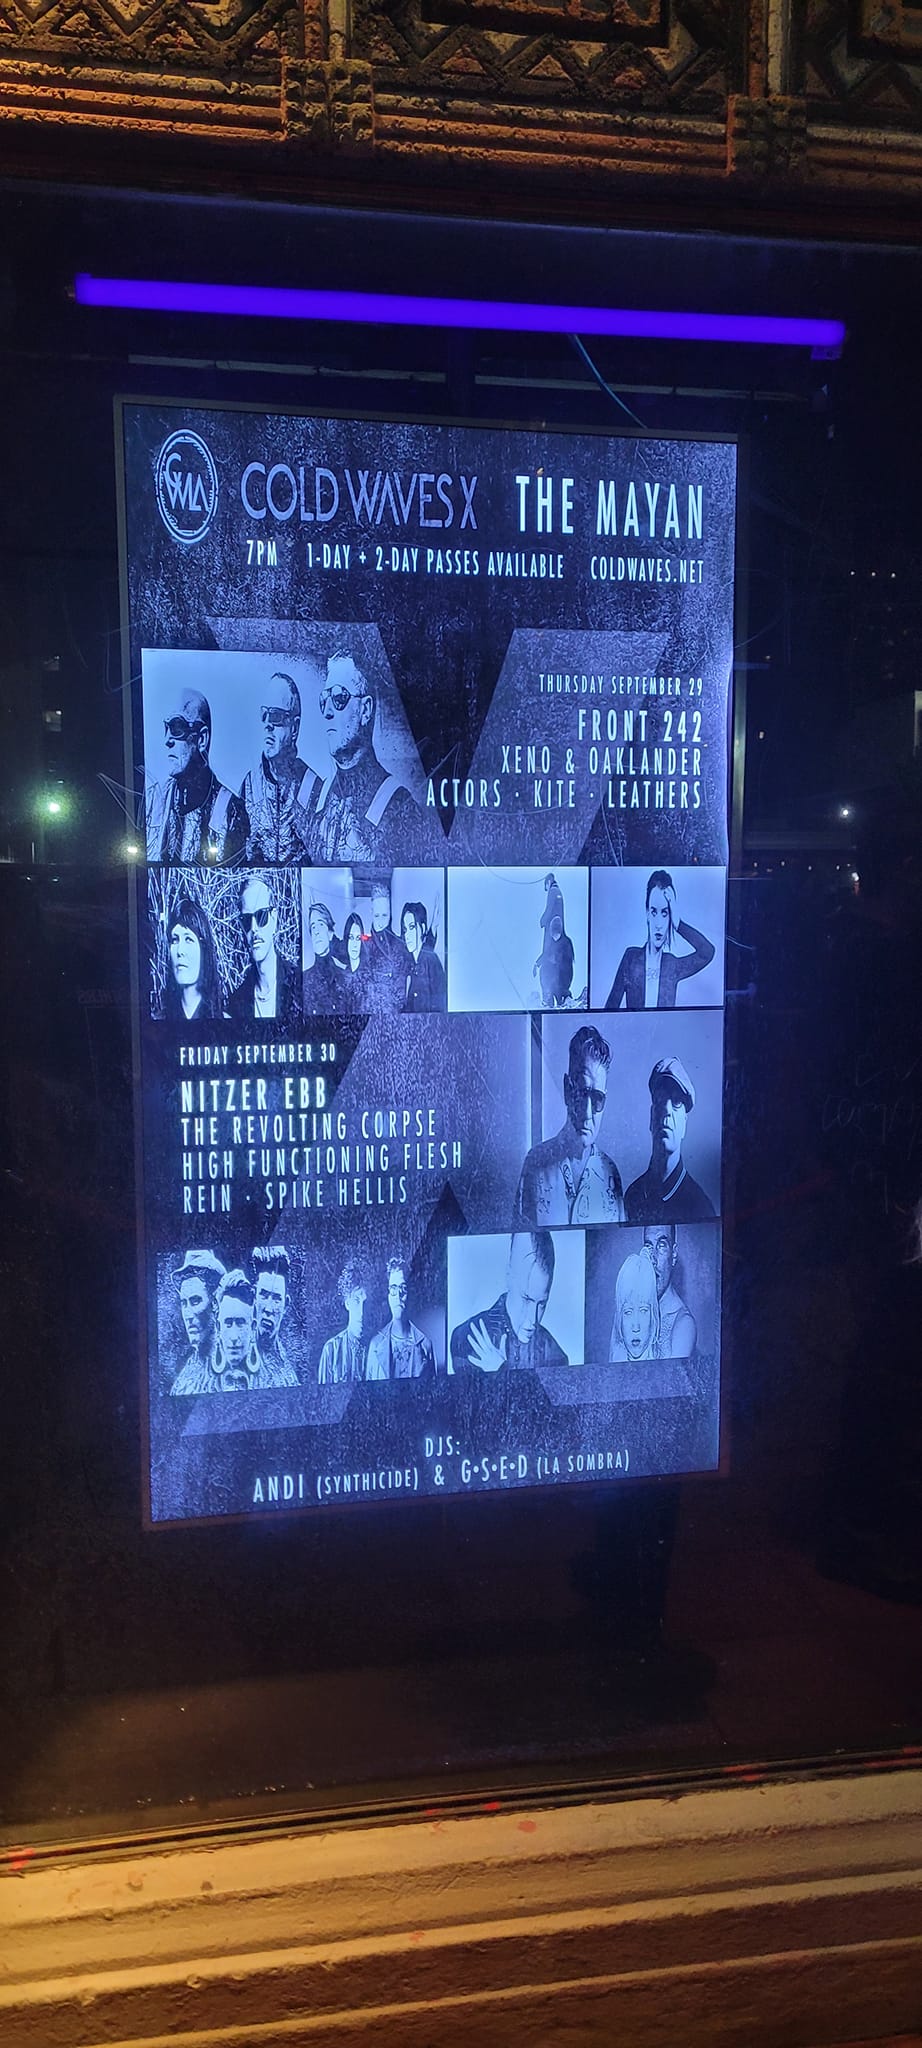 CWLA
COLD WAVES X THE MAYAN
7PM 1-DAY + 2-DAY PASSES AVAILABLE COLDWAVES.NET
THURSDAY SEPTEMBER 29
FRONT 242
XENO & OAKLANDER
ACTORS · KITE · LEATHERS
FRIDAY SEPTEMBER 30
NITZER EBB
THE REVOLTING CORPSE
HIGH FUNCTIONING FLESH
REIN · SPIKE HELLIS
DJS:
ANDI (SYNTHICIDE) & G•S•E•D (LA SOMBRA)